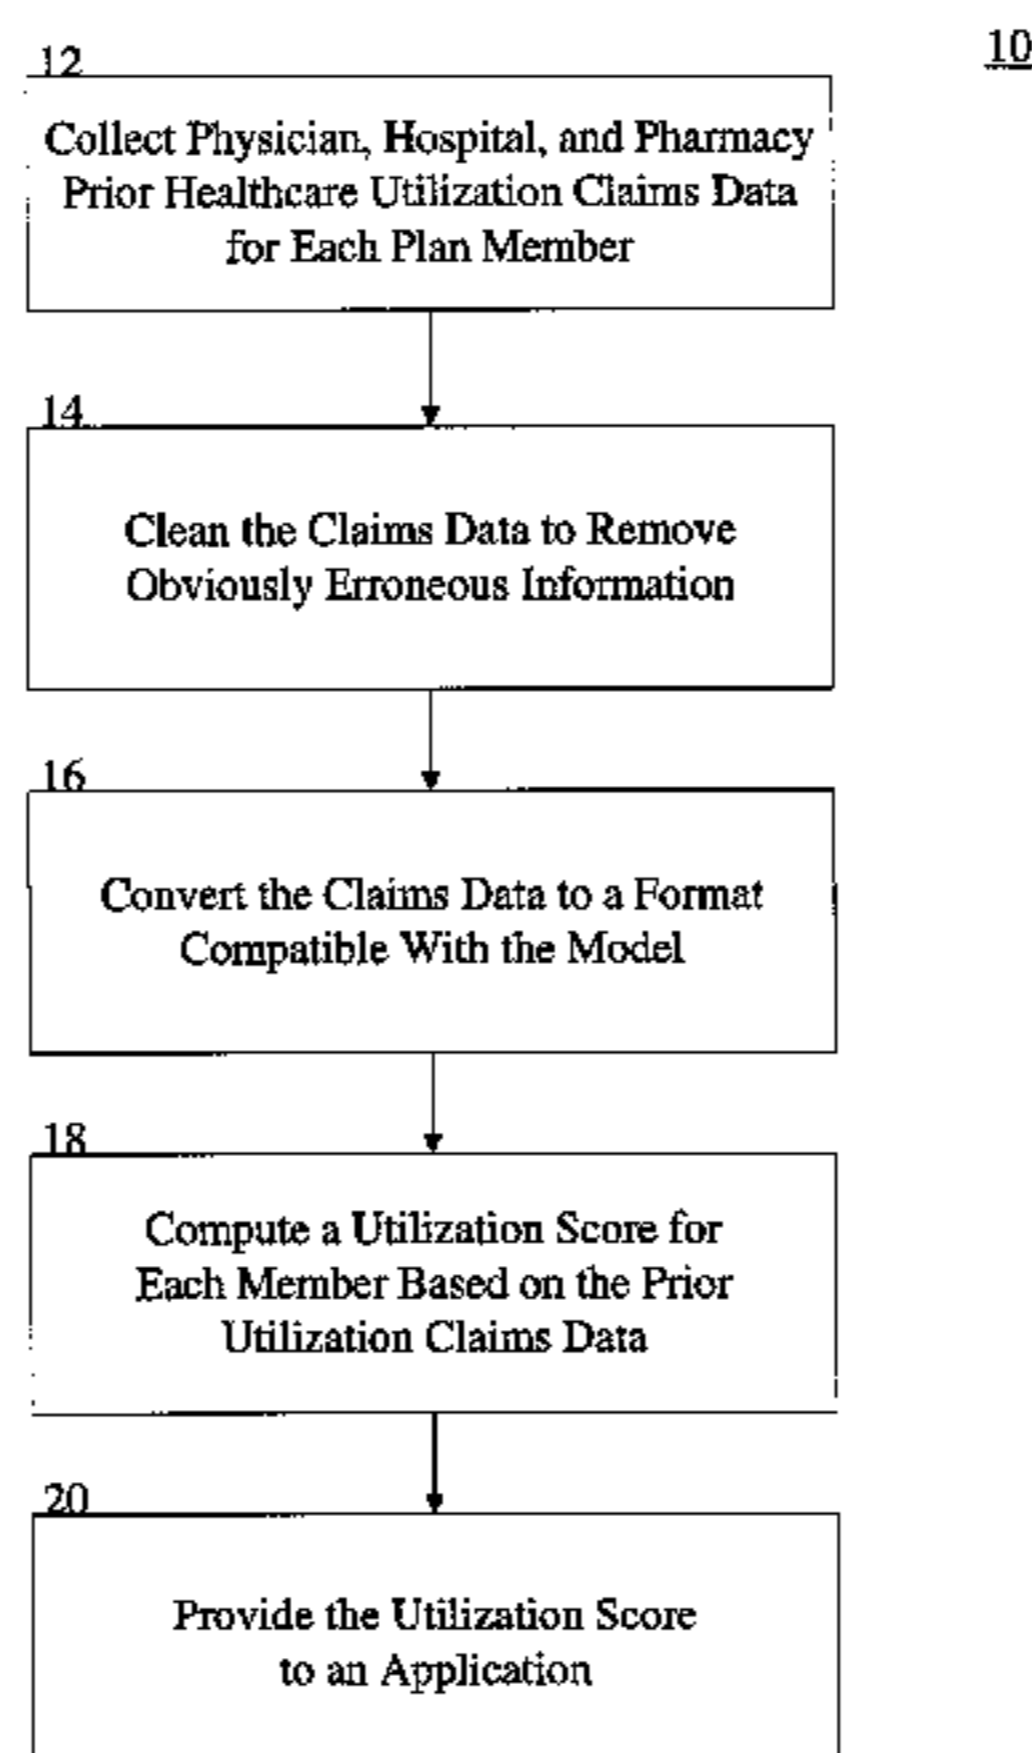 10
12
Collect Physician, Hospital, and Pharmacy
Prior Healthcare Utilization Claims Data
for Each Plan Member
14
Clean the Claims Data to Remove
Obviously Erroneous Information
16
Convert the Claims Data to a Format
Compatible With the Model
18
Compute a Utilization Score for
Each Member Based on the Prior
Utilization Claims Data
20
Provide the Utilization Score
to an Application